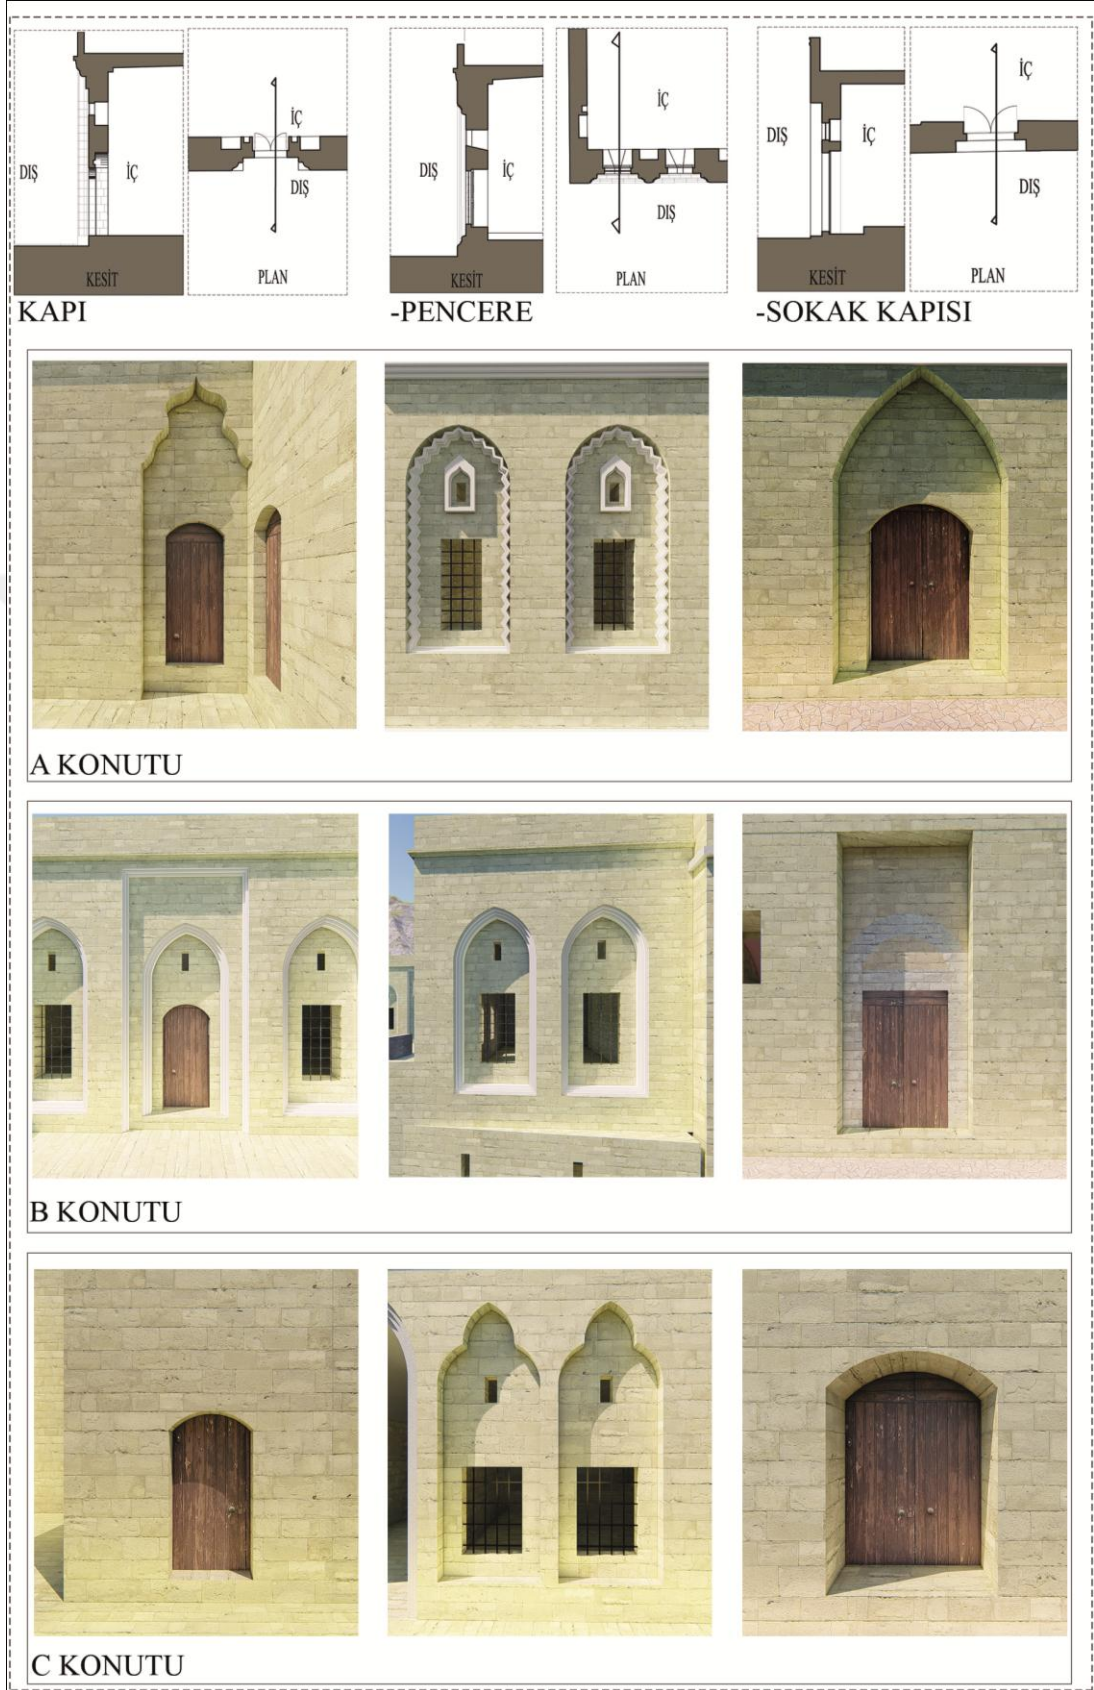 DIŞ
İÇ
KESİT
İÇ
DIŞ
PLAN
DIŞ
İÇ
KESİT
İÇ
DIŞ
PLAN
DIŞ
İÇ
KESİT
İÇ
DIŞ
PLAN
KAPI
-PENCERE
-SOKAK KAPISI
A KONUTU
B KONUTU
C KONUTU